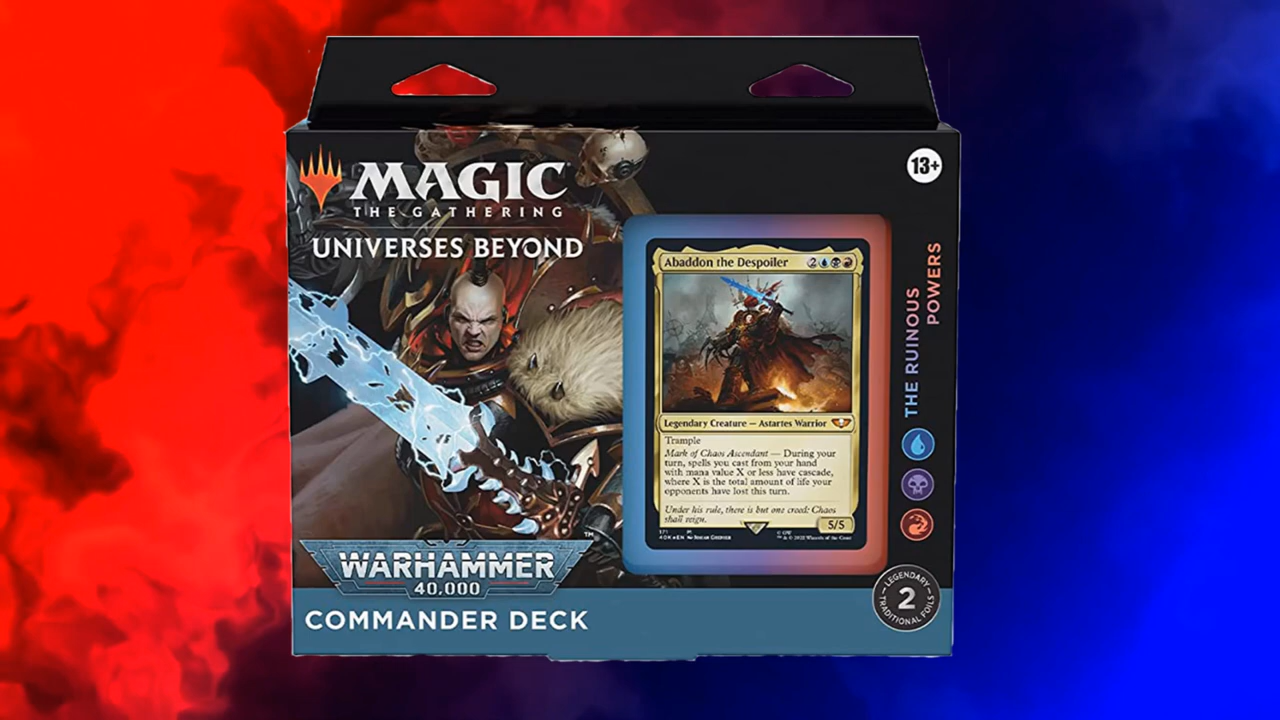 MAGIC
THE GATHERING
UNIVERSES BEYOND
13+
Abaddon the Despoiler 2
Legendary Creature — Astartes Warrior
Trample
Mark of Chaos Ascendant — During your
turn, spells you cast from your hand
with mana value X or less have cascade,
where X is the total amount of life your
opponents have lost this turn.
Under his rule, there is but one creed: Chaos
shall reign.
5/5
THE RUINOUS
POWERS
WARHAMMER™
40,000
COMMANDER DECK
LEGENDARY
2
TRADITIONAL FOILS